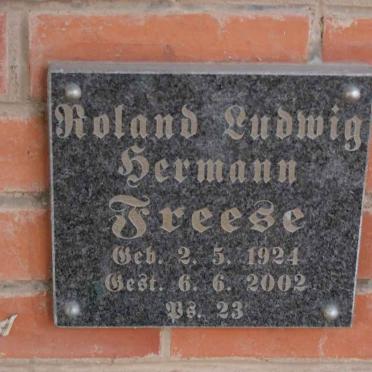 Roland Ludwig
Hermann
Freese
Geb. 2. 5. 1924
Gest. 6. 6. 2002
Ps. 23